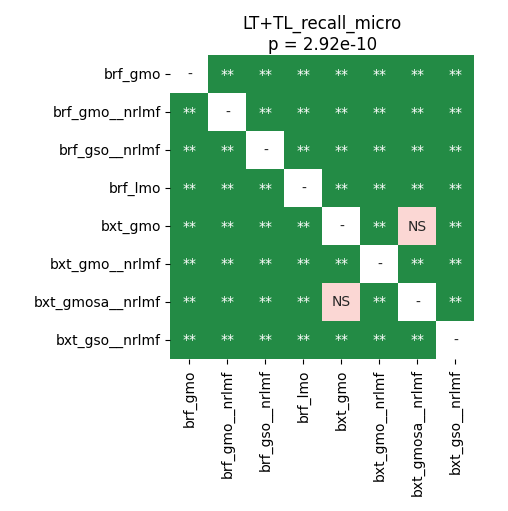 LT+TL_recall_micro
p = 2.92e-10
brf_gmo - ** ** ** ** ** ** **
brf_gmo__nrlmf ** - ** ** ** ** ** **
brf_gso__nrlmf ** ** - ** ** ** ** **
brf_lmo ** ** ** - ** ** ** **
bxt_gmo ** ** ** ** - ** NS **
bxt_gmo__nrlmf ** ** ** ** ** - ** **
bxt_gmosa__nrlmf ** ** ** ** NS ** - **
bxt_gso__nrlmf ** ** ** ** ** ** ** -
brf_gmo
brf_gmo__nrlmf
brf_gso__nrlmf
brf_lmo
bxt_gmo
bxt_gmo__nrlmf
bxt_gmosa__nrlmf
bxt_gso__nrlmf